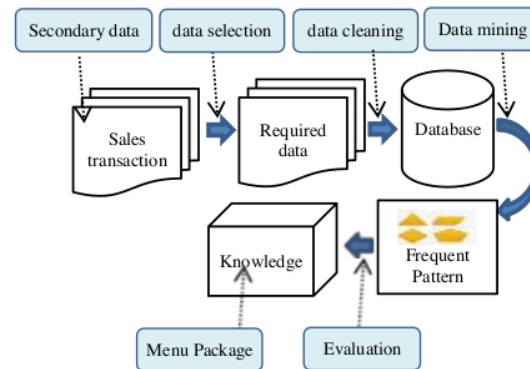 Secondary data
data selection
data cleaning
Data mining
Sales
transaction
Required
data
Database
Knowledge
Frequent
Pattern
Menu Package
Evaluation